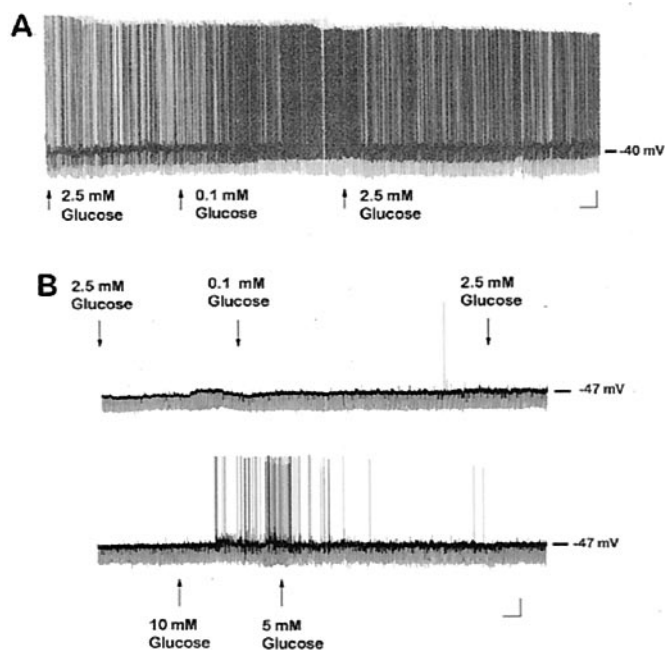 A
-40 mV
2.5 mM
Glucose
0.1 mM
Glucose
2.5 mM
Glucose
B
2.5 mM
Glucose
0.1 mM
Glucose
2.5 mM
Glucose
-47 mV
-47 mV
10 mM
Glucose
5 mM
Glucose